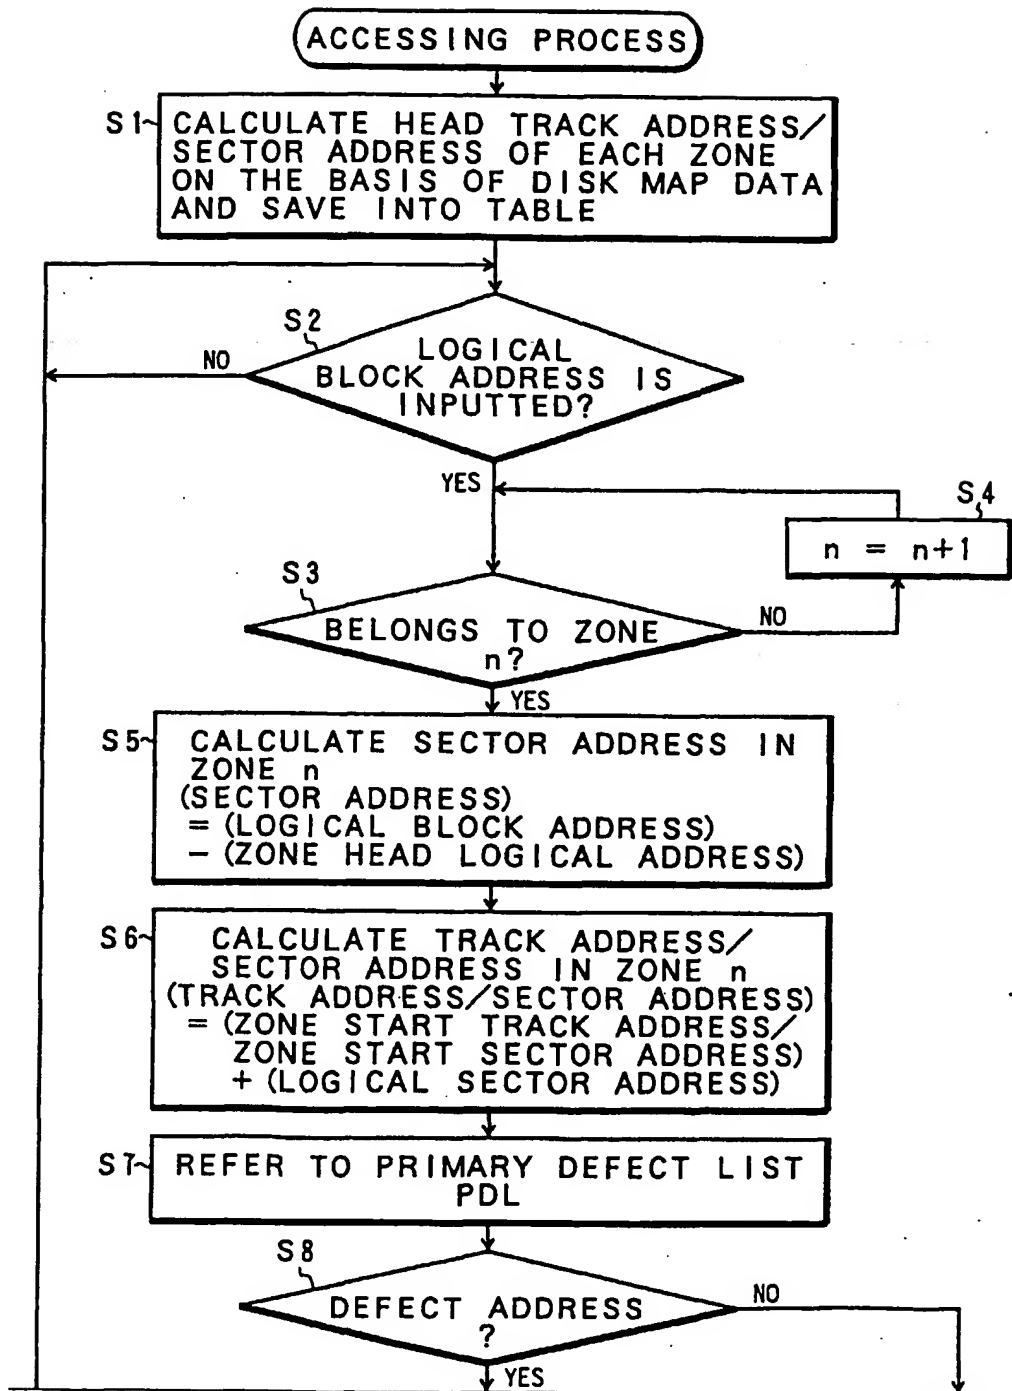 ACCESSING PROCESS
S1
CALCULATE HEAD TRACK ADDRESS/
SECTOR ADDRESS OF EACH ZONE
ON THE BASIS OF DISK MAP DATA
AND SAVE INTO TABLE
S2
NO
LOGICAL
BLOCK ADDRESS IS
INPUTTED?
YES
S4
n = n+1
S3
BELONGS TO ZONE
n?
NO
YES
S5
CALCULATE SECTOR ADDRESS IN
ZONE n
(SECTOR ADDRESS)
= (LOGICAL BLOCK ADDRESS)
- (ZONE HEAD LOGICAL ADDRESS)
S6
CALCULATE TRACK ADDRESS/
SECTOR ADDRESS IN ZONE n
(TRACK ADDRESS/SECTOR ADDRESS)
= (ZONE START TRACK ADDRESS/
ZONE START SECTOR ADDRESS)
+ (LOGICAL SECTOR ADDRESS)
S7
REFER TO PRIMARY DEFECT LIST
PDL
S8
DEFECT ADDRESS
?
NO
YES